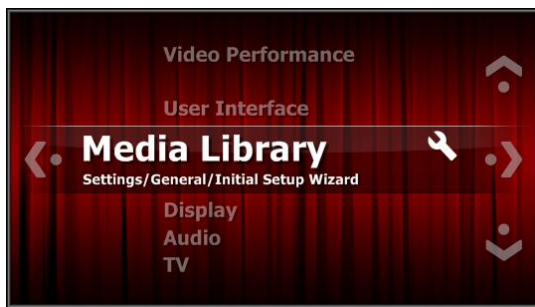 Video Performance
User Interface
Media Library
Settings/General/Initial Setup Wizard
Display
Audio
TV